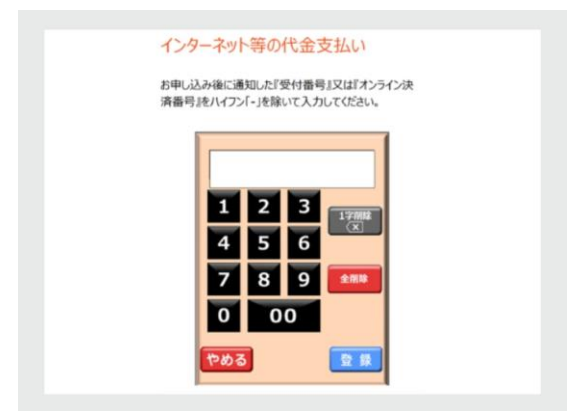 インターネット等の代金支払い
お申し込み後に通知した『受付番号』又は『オンライン決
済番号』をハイフン「-」を除いて入力してください。
1 2 3
1字削除
(X)
4 5 6
7 8 9
全削除
0 00
やめる
登 録